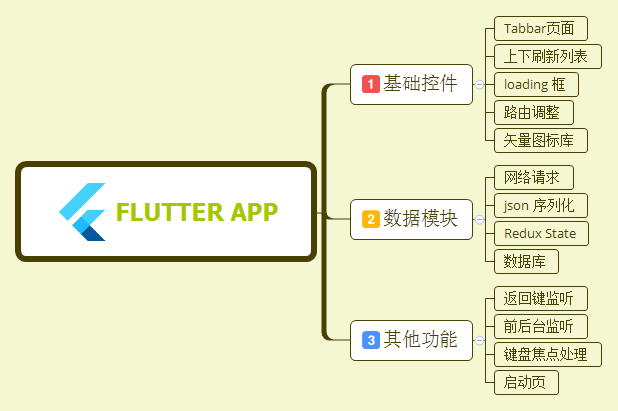 FLUTTER APP
1 基础控件
Tabbar页面
上下刷新列表
loading 框
路由调整
矢量图标库
2 数据模块
网络请求
json 序列化
Redux State
数据库
3 其他功能
返回键监听
前后台监听
键盘焦点处理
启动页